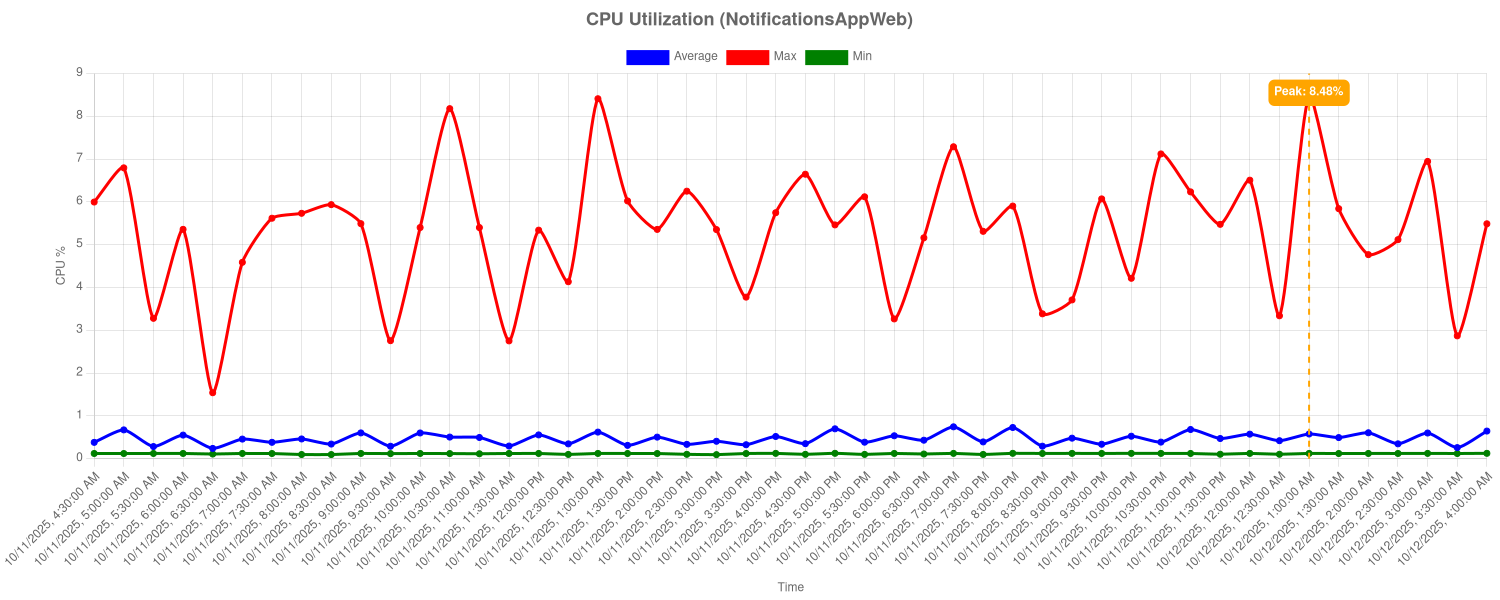 CPU Utilization (NotificationsAppWeb)
Average Max Min
9
8
7
6
5
4
3
2
1
0
CPU %
Peak: 8.48%
10/11/2025, 4:30:00 AM
10/11/2025, 5:00:00 AM
10/11/2025, 5:30:00 AM
10/11/2025, 6:00:00 AM
10/11/2025, 6:30:00 AM
10/11/2025, 7:00:00 AM
10/11/2025, 7:30:00 AM
10/11/2025, 8:00:00 AM
10/11/2025, 8:30:00 AM
10/11/2025, 9:00:00 AM
10/11/2025, 9:30:00 AM
10/11/2025, 10:00:00 AM
10/11/2025, 10:30:00 AM
10/11/2025, 11:00:00 AM
10/11/2025, 11:30:00 AM
10/11/2025, 12:00:00 PM
10/11/2025, 12:30:00 PM
10/11/2025, 1:00:00 PM
10/11/2025, 1:30:00 PM
10/11/2025, 2:00:00 PM
10/11/2025, 2:30:00 PM
10/11/2025, 3:00:00 PM
10/11/2025, 3:30:00 PM
10/11/2025, 4:00:00 PM
10/11/2025, 4:30:00 PM
10/11/2025, 5:00:00 PM
10/11/2025, 5:30:00 PM
10/11/2025, 6:00:00 PM
10/11/2025, 6:30:00 PM
10/11/2025, 7:00:00 PM
10/11/2025, 7:30:00 PM
10/11/2025, 8:00:00 PM
10/11/2025, 8:30:00 PM
10/11/2025, 9:00:00 PM
10/11/2025, 9:30:00 PM
10/11/2025, 10:00:00 PM
10/11/2025, 10:30:00 PM
10/11/2025, 11:00:00 PM
10/11/2025, 11:30:00 PM
10/12/2025, 12:00:00 AM
10/12/2025, 12:30:00 AM
10/12/2025, 1:00:00 AM
10/12/2025, 1:30:00 AM
10/12/2025, 2:00:00 AM
10/12/2025, 2:30:00 AM
10/12/2025, 3:00:00 AM
10/12/2025, 3:30:00 AM
10/12/2025, 4:00:00 AM
Time